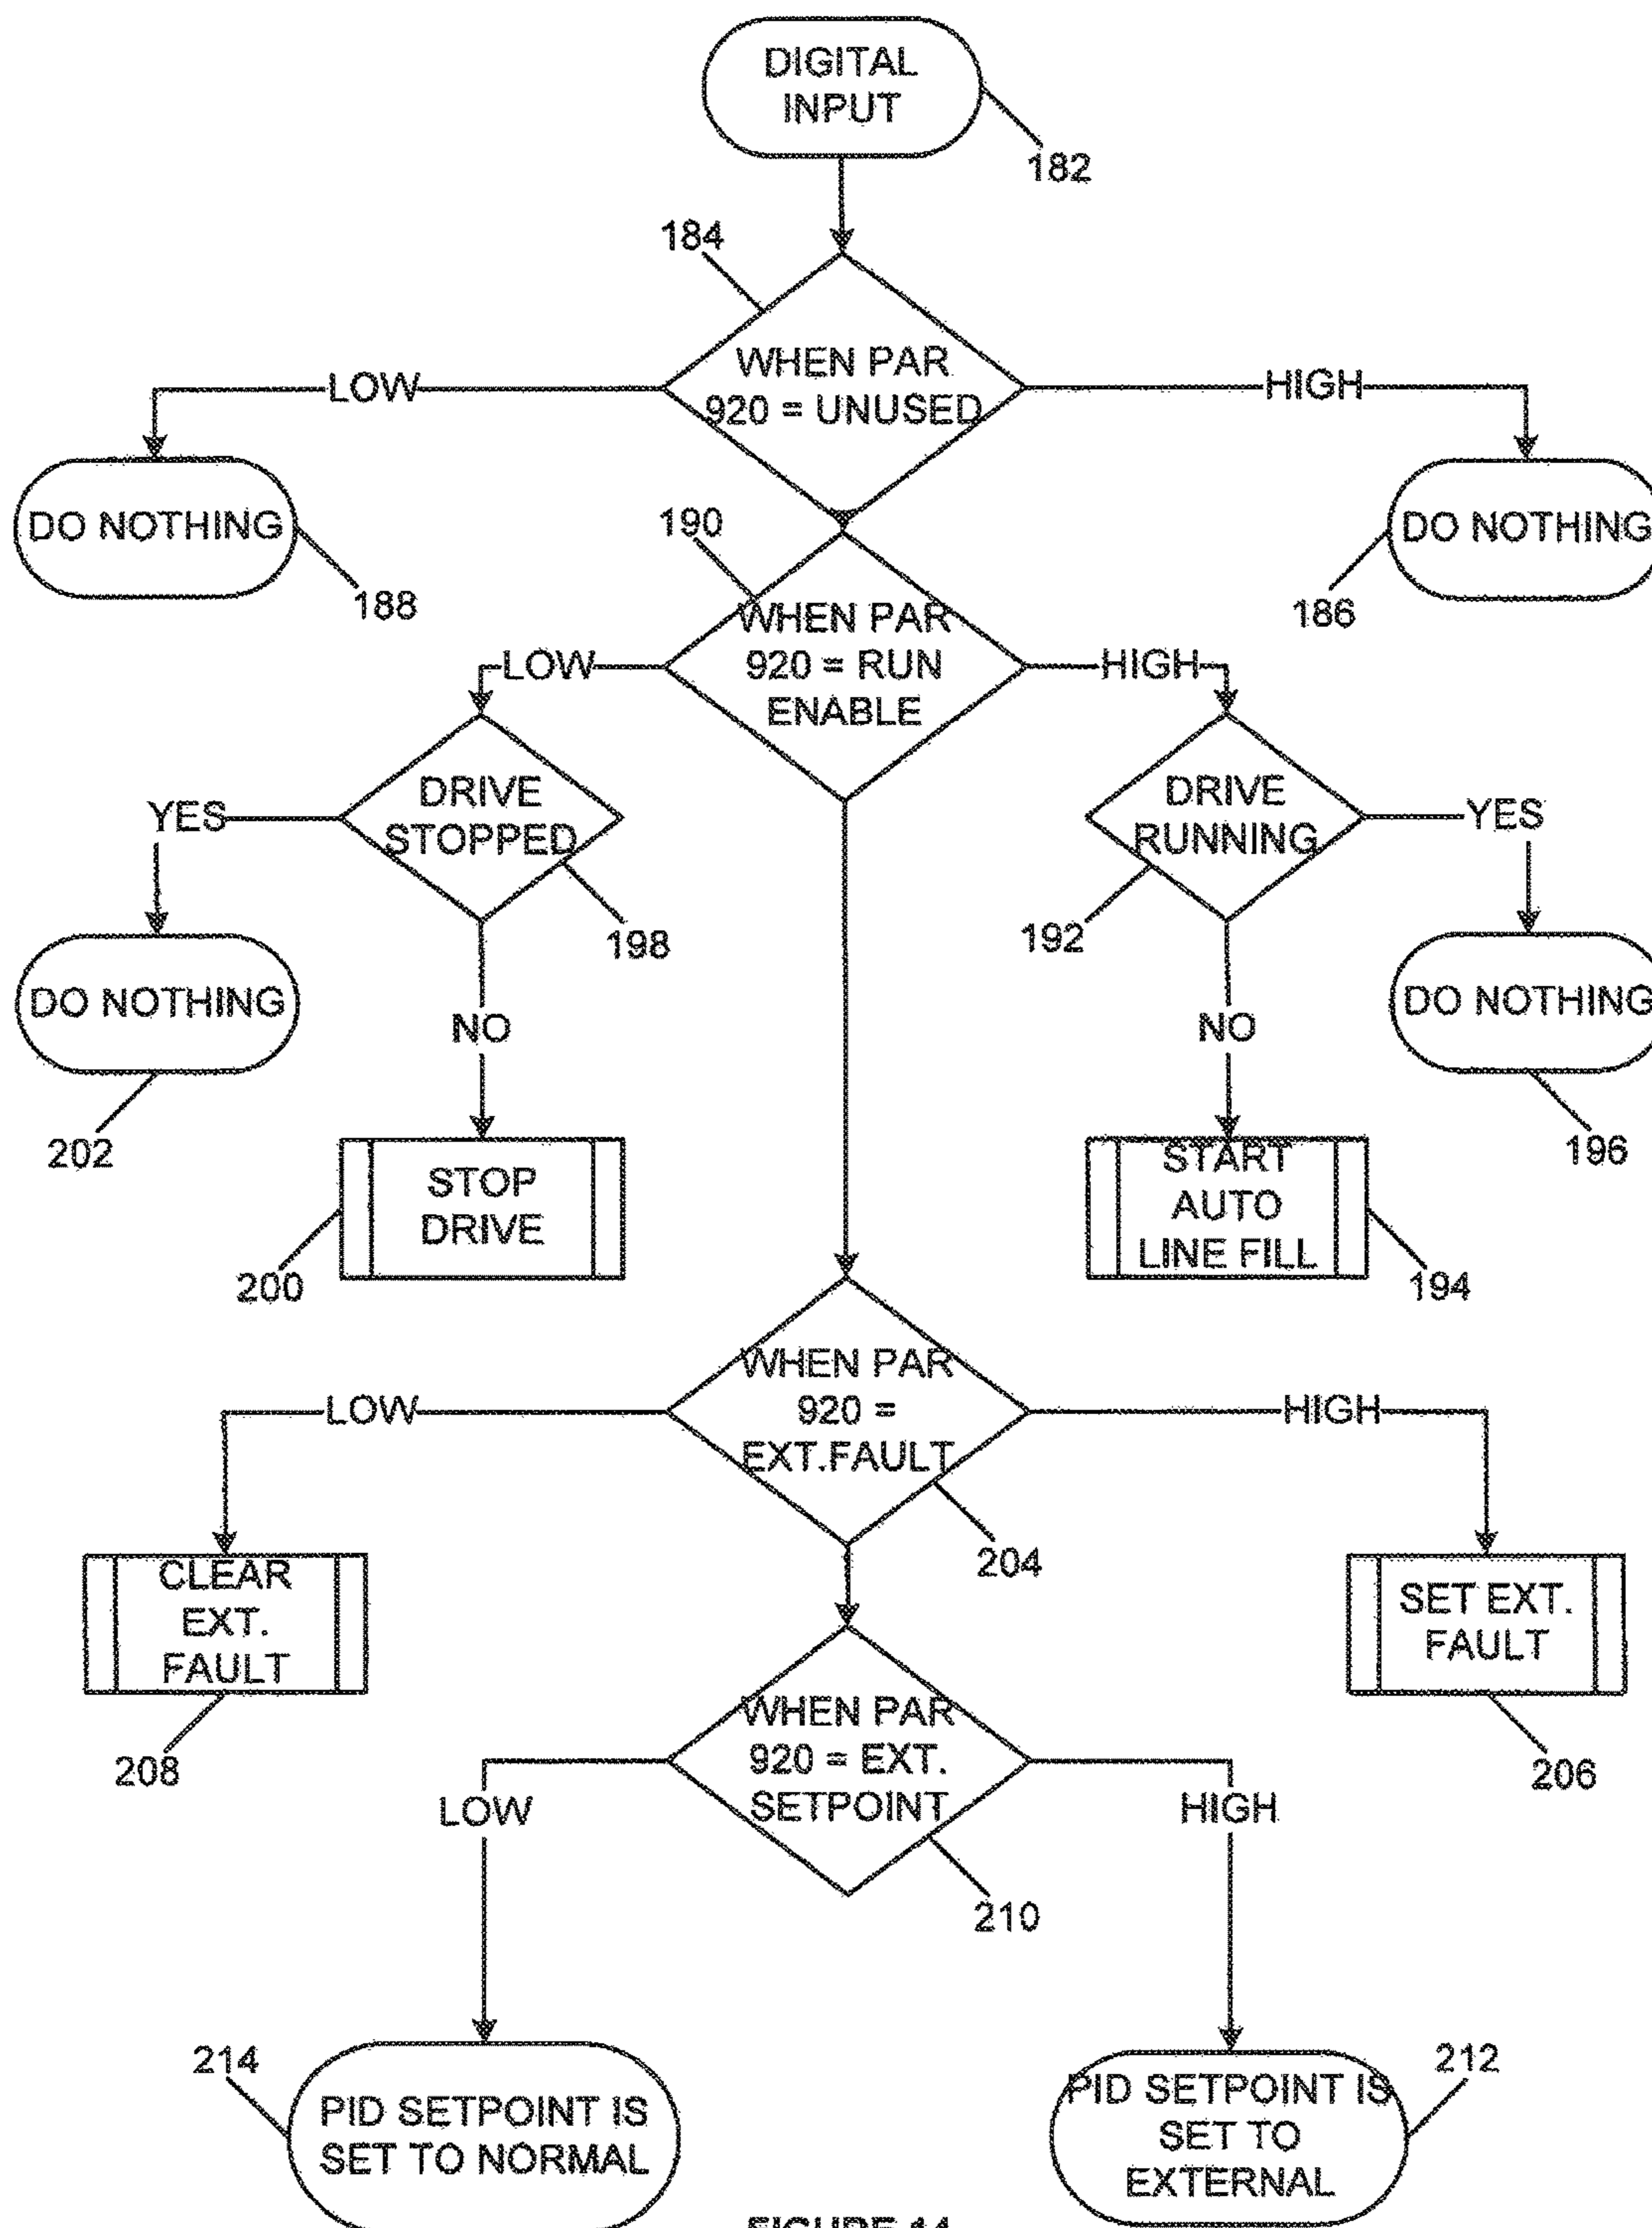 DIGITAL
INPUT
182
184
WHEN PAR
920 = UNUSED
LOW
HIGH
DO NOTHING
188
DO NOTHING
186
190
WHEN PAR
920 = RUN
ENABLE
LOW
HIGH
DRIVE
STOPPED
198
YES
DO NOTHING
202
NO
STOP
DRIVE
200
DRIVE
RUNNING
192
YES
DO NOTHING
196
NO
START
AUTO
LINE FILL
194
WHEN PAR
920 =
EXT.FAULT
204
LOW
HIGH
CLEAR
EXT.
FAULT
208
SET EXT.
FAULT
206
WHEN PAR
920 = EXT.
SETPOINT
210
LOW
HIGH
214
PID SETPOINT IS
SET TO NORMAL
212
PID SETPOINT IS
SET TO
EXTERNAL
FIGURE 14